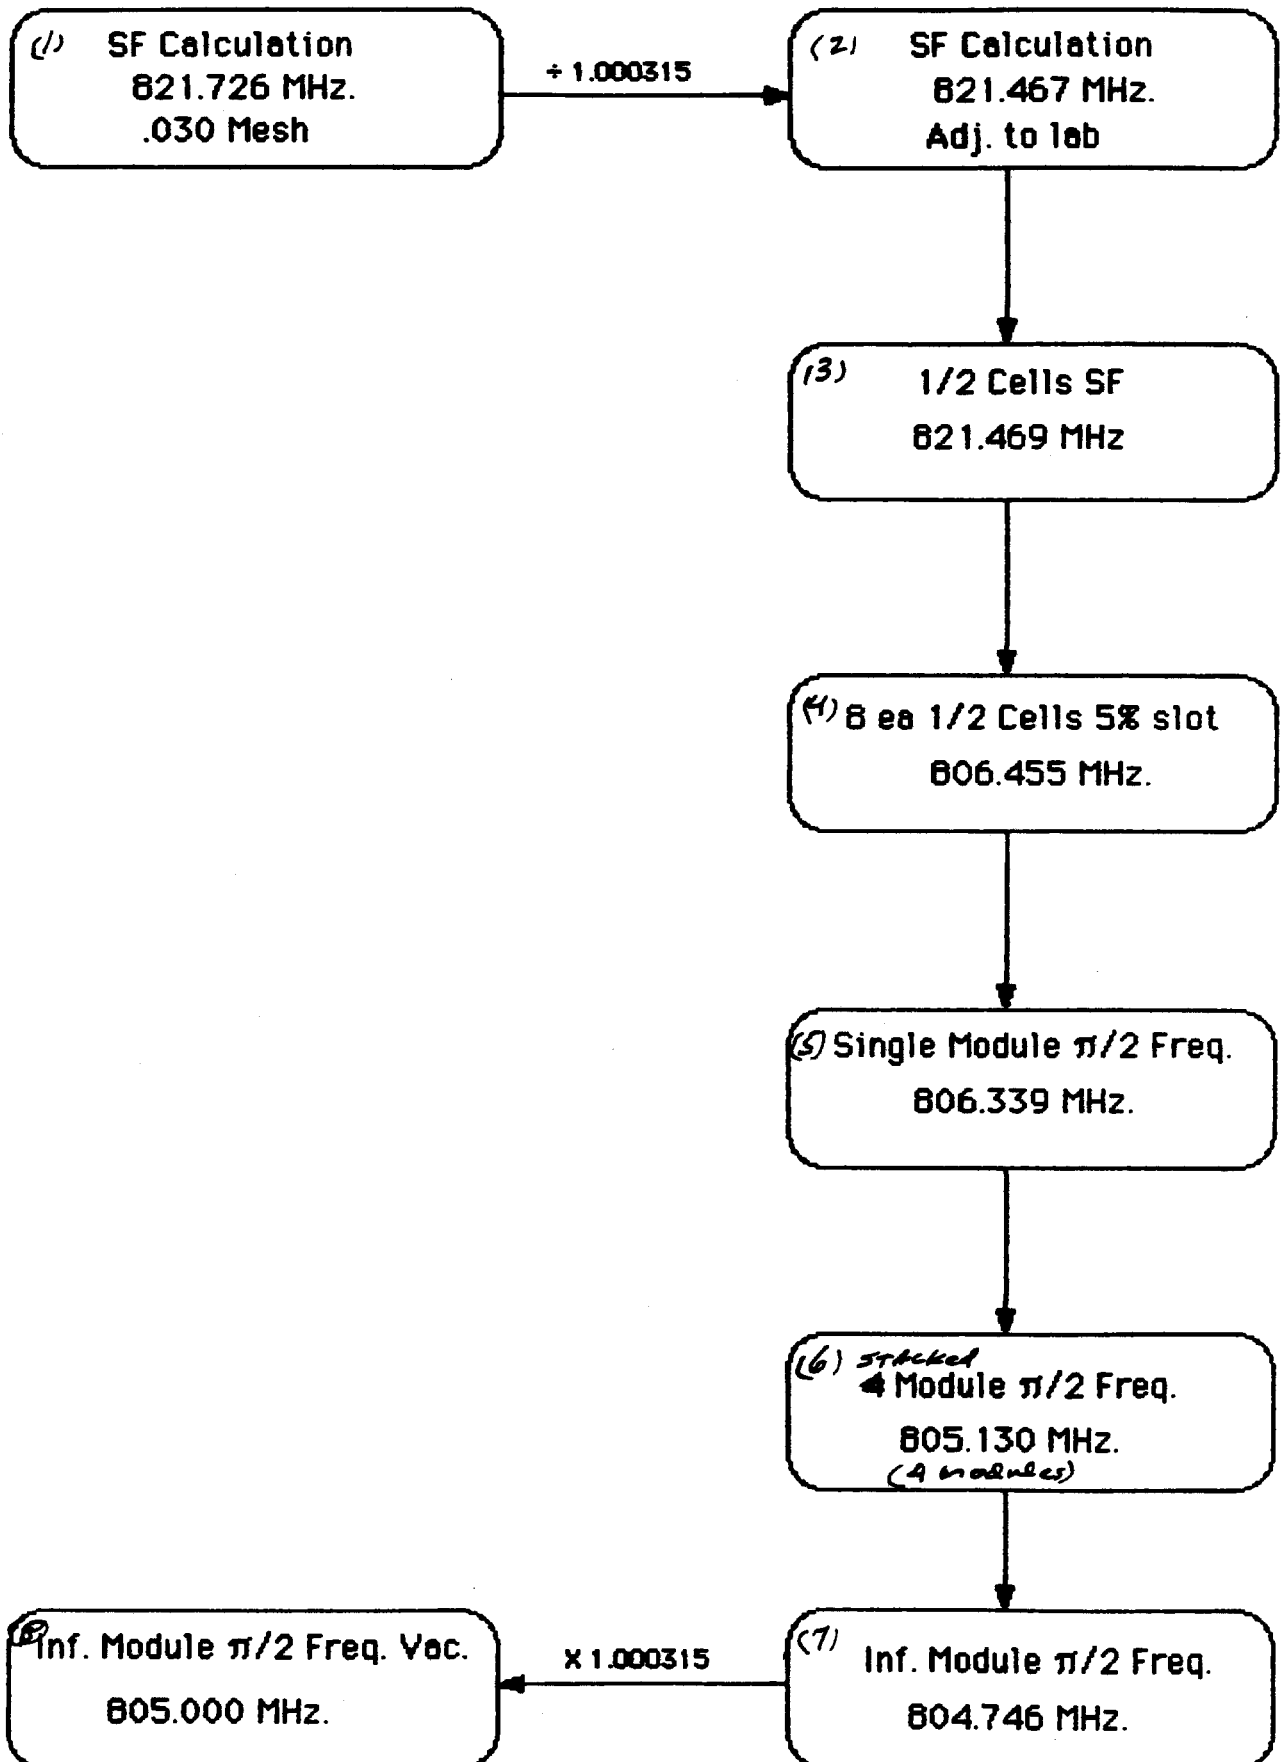 (1) SF Calculation
821.726 MHz.
.030 Mesh
÷ 1.000315
(2) SF Calculation
821.467 MHz.
Adj. to lab
(3) 1/2 Cells SF
821.469 MHz
(4) 8 ea 1/2 Cells 5% slot
806.455 MHz.
(5) Single Module π/2 Freq.
806.339 MHz.
(6) stacked
4 Module π/2 Freq.
805.130 MHz.
(4 modules)
(7) Inf. Module π/2 Freq.
804.746 MHz.
X 1.000315
(8) Inf. Module π/2 Freq. Vac.
805.000 MHz.